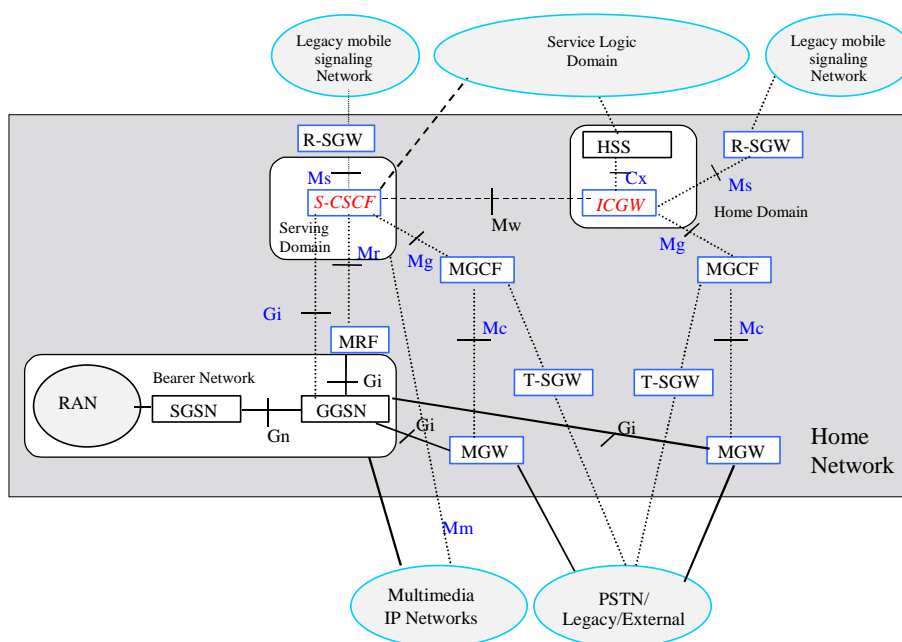 Legacy mobile
signaling
Network
Service Logic
Domain
Legacy mobile
signaling
Network
R-SGW
HSS
R-SGW
Ms
Cx
Ms
S-CSCF
ICGW
Mw
Home Domain
Serving
Domain
Mr
Mg
Mg
MGCF
MGCF
Gi
MRF
Mc
Mc
Bearer Network
Gi
T-SGW
T-SGW
RAN
SGSN
GGSN
Gn
Gi
Gi
MGW
MGW
Home
Network
Mm
Multimedia
IP Networks
PSTN/
Legacy/External